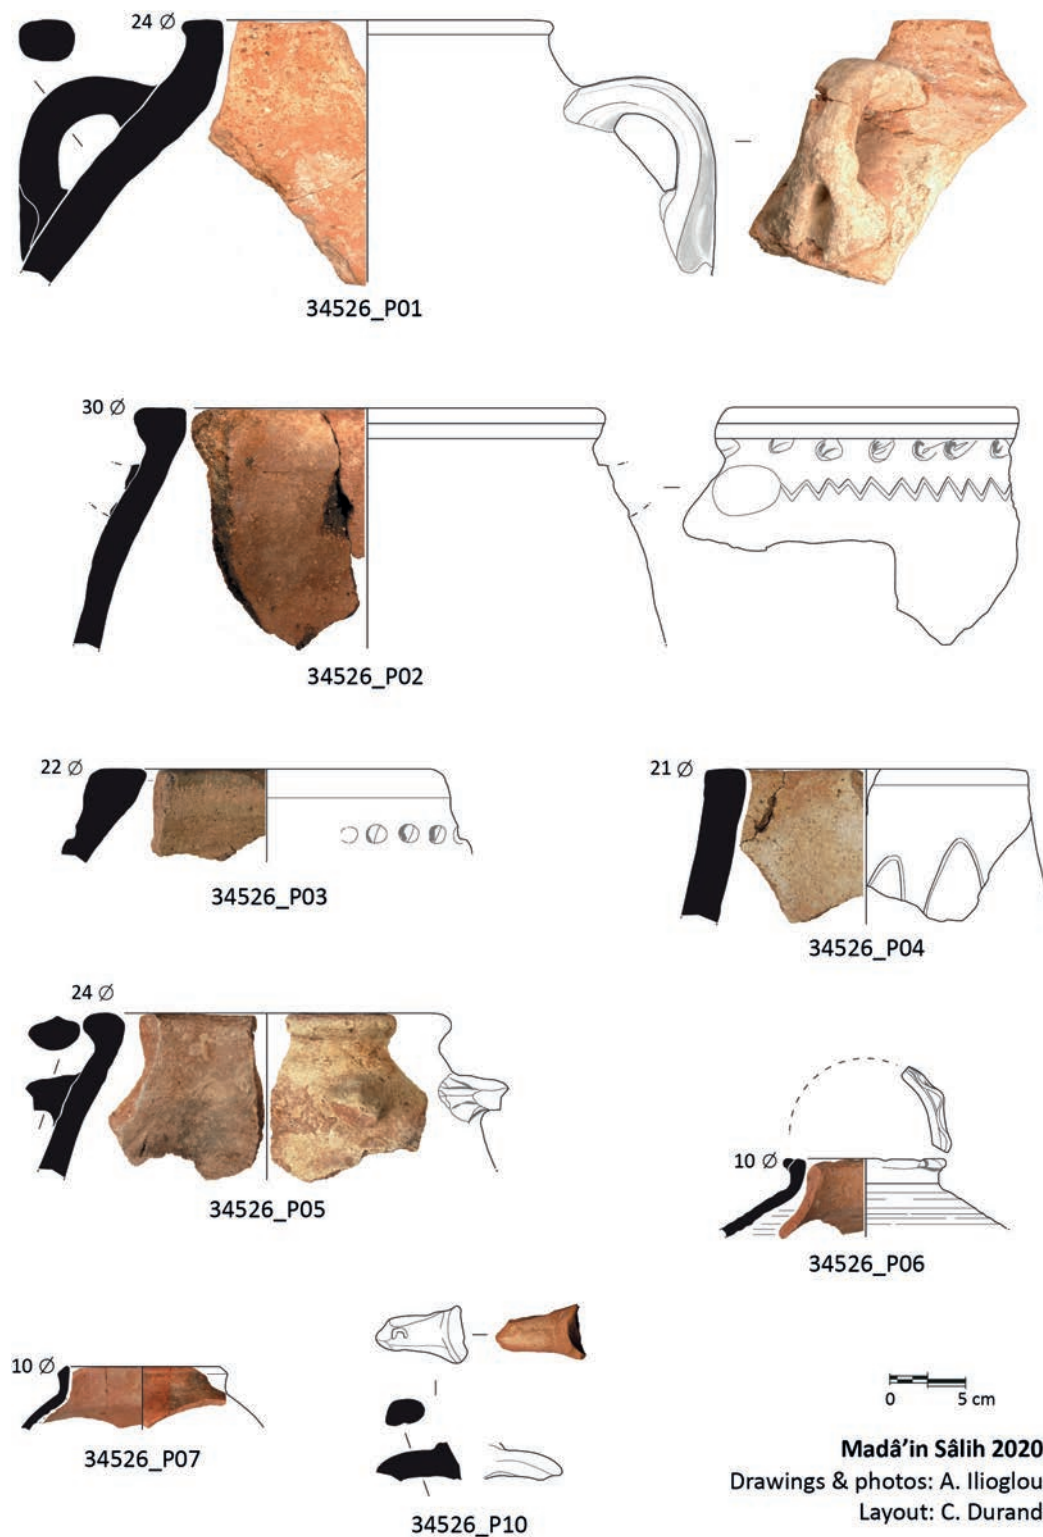 24 Ø
34526_P01
30 Ø
34526_P02
22 Ø
34526_P03
21 Ø
34526_P04
24 Ø
34526_P05
10 Ø
34526_P06
10 Ø
34526_P07
34526_P10
0 5 cm
Madâ'in Sâlih 2020
Drawings & photos: A. Ilioglou
Layout: C. Durand